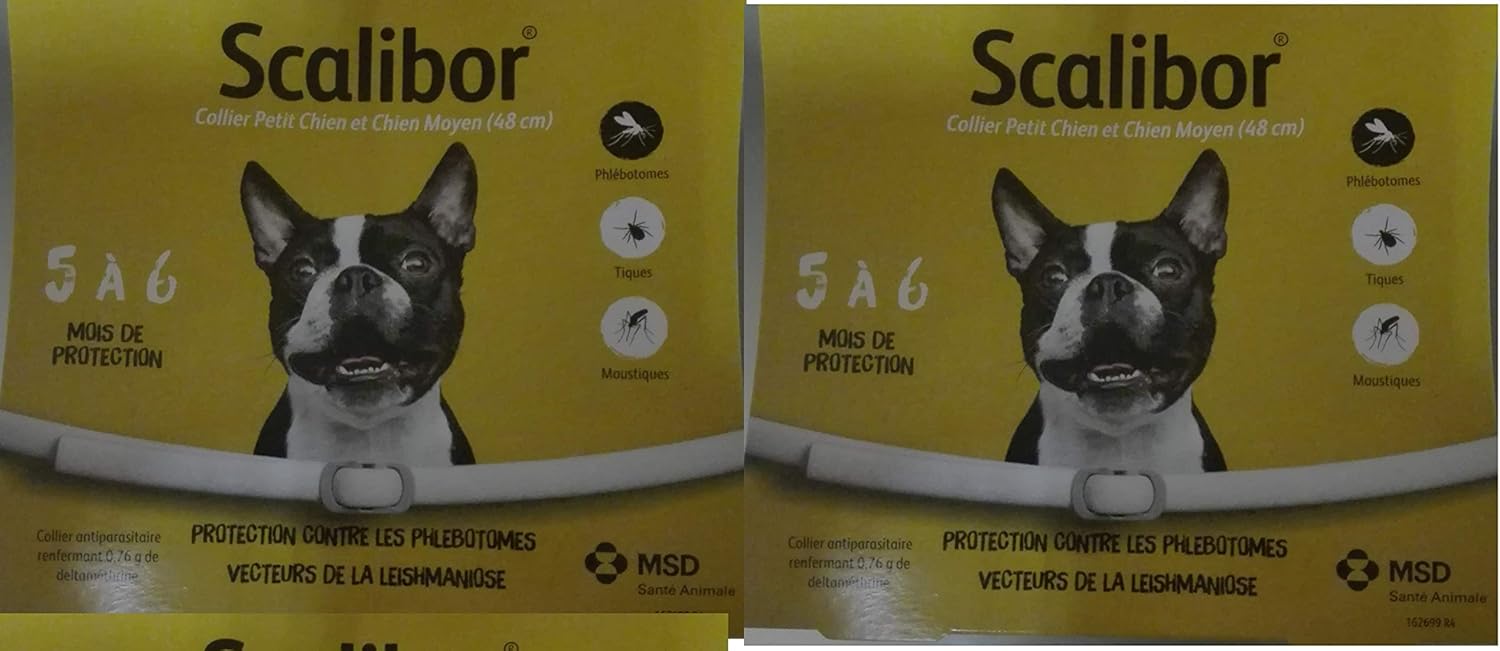 Scalibor®
Collier Petit Chien et Chien Moyen (48 cm)
Phlébotomes
Tiques
Moustiques
5 À 6
MOIS DE
PROTECTION
Collier antiparasitaire
renfermant 0,76 g de
deltaméthrine
PROTECTION CONTRE LES PHLEBOTOMES
VECTEURS DE LA LEISHMANIOSE
MSD
Santé Animale
Scalibor®
Collier Petit Chien et Chien Moyen (48 cm)
Phlébotomes
Tiques
Moustiques
5 À 6
MOIS DE
PROTECTION
Collier antiparasitaire
renfermant 0,76 g de
deltaméthrine
PROTECTION CONTRE LES PHLEBOTOMES
VECTEURS DE LA LEISHMANIOSE
MSD
Santé Animale
162699 R4